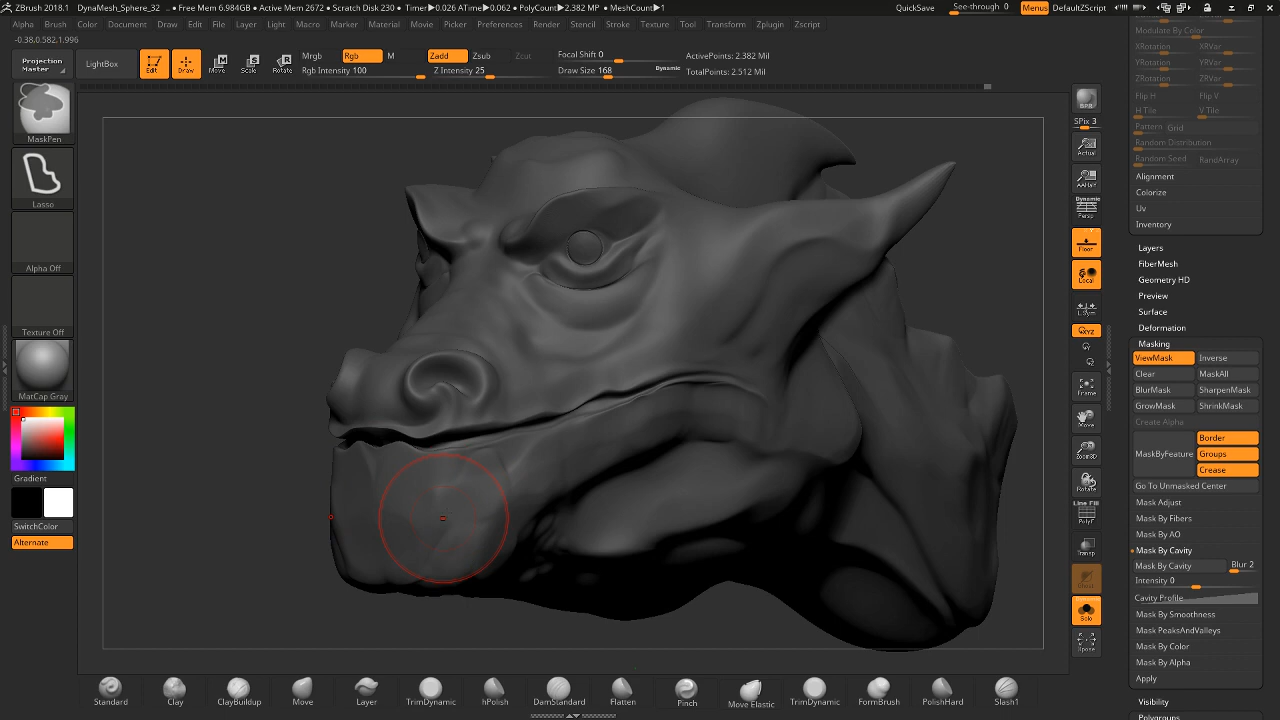 ZBrush 2018.1 DynaMesh_Sphere_32 • Free Mem 6.984GB • Active Mem 2672 • Scratch Disk 230 • Timer▶0.026 ATime▶0.062 • PolyCount▶2.382 MP • MeshCount▶1 QuickSave See-through 0 Menus DefaultZScript
Alpha Brush Color Document Draw Edit File Layer Light Macro Marker Material Movie Picker Preferences Render Stencil Stroke Texture Tool Transform Zplugin Zscript
-0.38,0.582,1.996
Projection Master
LightBox
Edit
Draw
Move
Scale
Rotate
Mrgb Rgb M Zadd Zsub Zcut
Rgb Intensity 100 Z Intensity 25
Focal Shift 0
Draw Size 168 Dynamic
ActivePoints: 2.382 Mil
TotalPoints: 2.512 Mil
MaskPen
Lasso
Alpha Off
Texture Off
MatCap Gray
Gradient
SwitchColor
Alternate
BPR
SPix 3
Actual
AAHalf
Dynamic
Persp
Floor
Local
L.Sym
XYZ
Frame
Move
Zoom3D
Rotate
Line Fill
PolyF
Transp
Ghost
Solo
Xpose
Modulate By Color
XRotation XRVar
YRotation YRVar
ZRotation ZRVar
Flip H Flip V
H Tile V Tile
Pattern Grid
Random Distribution
Random Seed RandArray
Alignment
Colorize
Uv
Inventory
Layers
FiberMesh
Geometry HD
Preview
Surface
Deformation
Masking
ViewMask Inverse
Clear MaskAll
BlurMask SharpenMask
GrowMask ShrinkMask
Create Alpha
MaskByFeature Border
Groups
Crease
Go To Unmasked Center
Mask Adjust
Mask By Fibers
Mask By AO
Mask By Cavity
Mask By Cavity Blur 2
Intensity 0
Cavity Profile
Mask By Smoothness
Mask PeaksAndValleys
Mask By Color
Mask By Alpha
Apply
Visibility
Polygroups
Standard Clay ClayBuildup Move Layer TrimDynamic hPolish DamStandard Flatten Pinch Move Elastic TrimDynamic FormBrush PolishHard Slash1